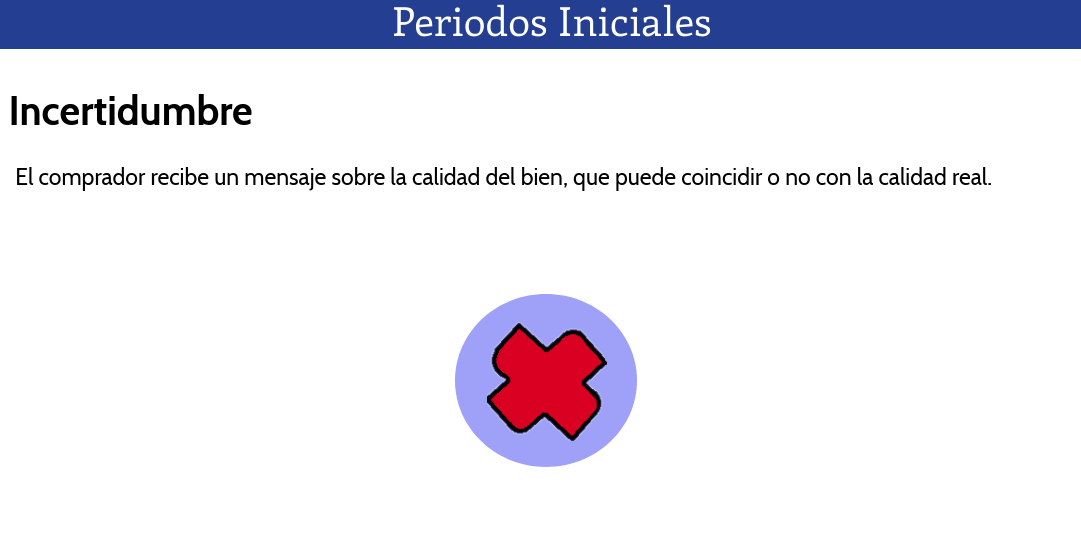 Periodos Iniciales
Incertidumbre
El comprador recibe un mensaje sobre la calidad del bien, que puede coincidir o no con la calidad real.